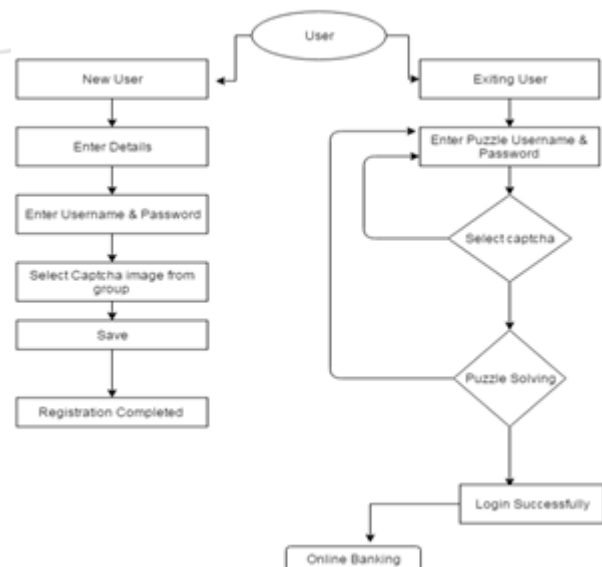 User
New User
Exiting User
Enter Details
Enter Puzzle Username &
Password
Enter Username & Password
Select captcha
Select Captcha image from
group
Save
Puzzle Solving
Registration Completed
Login Successfully
Online Banking